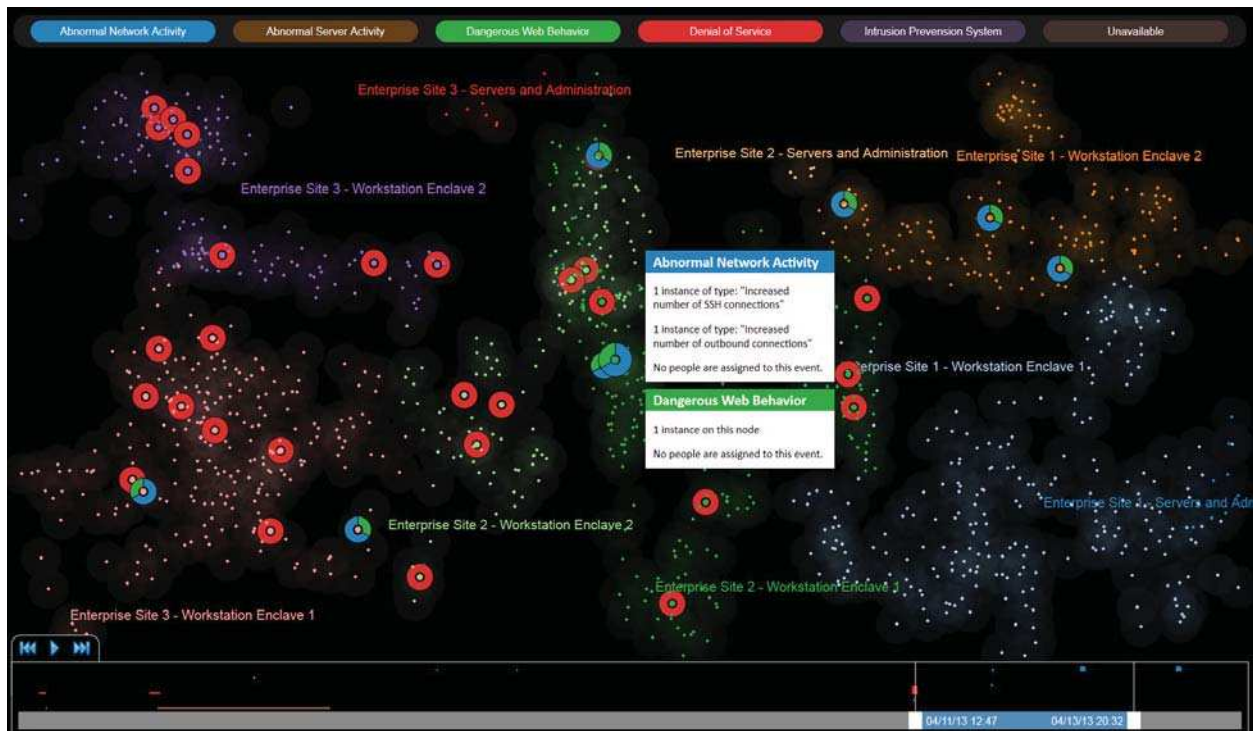 Abnormal Network Activity
Abnormal Server Activity
Dangerous Web Behavior
Denial of Service
Intrusion Prevension System
Unavailable
Enterprise Site 3 - Servers and Administration
Enterprise Site 2 - Servers and Administration
Enterprise Site 1 - Workstation Enclave 2
Enterprise Site 3 - Workstation Enclave 2
Abnormal Network Activity
1 instance of type: "Increased
number of SSH connections"
1 instance of type: "Increased
number of outbound connections"
No people are assigned to this event.
erprise Site 1 - Workstation Enclave 1
Dangerous Web Behavior
1 instance on this node
No people are assigned to this event.
Enterprise Site 1 - Servers and Adm
Enterprise Site 2 - Workstation Enclave 2
Enterprise Site 2 - Workstation Enclave 1
Enterprise Site 3 - Workstation Enclave 1
04/11/13 12:47
04/13/13 20:32